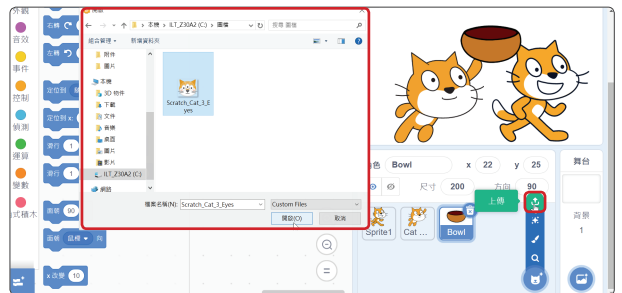 外觀
音效
事件
控制
偵測
運算
變數
函式積木
右轉
左轉
定位到
定位到 x:
滑行 1
滑行 1
面朝 90
面朝 鼠標 向
x 改變 10
開啟
本機 › ILT_Z30A2 (C:) › 圖檔
搜尋 圖檔
組合管理
新增資料夾
附件
圖片
本機
3D 物件
下載
文件
音樂
桌面
圖片
影片
ILT_Z30A2 (C:)
網路
Scratch_Cat_3_E
yes
檔案名稱(N): Scratch_Cat_3_Eyes
Custom Files
開啟(O)
取消
角色 Bowl x 22 y 25
尺寸 200 方向 90
上傳
Sprite1
Cat ...
Bowl
舞台
背景
1